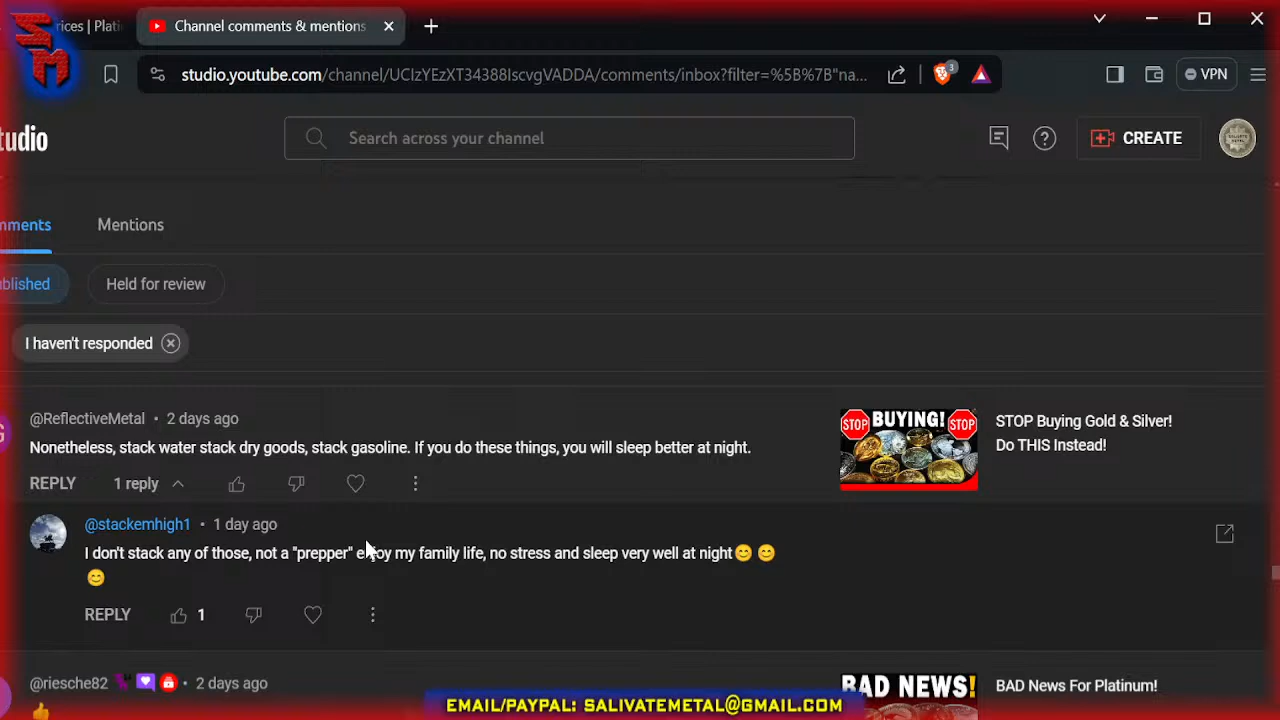 rices | Plati
Channel comments & mentions
SM
studio.youtube.com/channel/UCIzYEzXT34388IscvgVADDA/comments/inbox?filter=%5B%7B"na...
3
VPN
tudio
Search across your channel
CREATE
mments
Mentions
blished
Held for review
I haven't responded
G
@ReflectiveMetal • 2 days ago
Nonetheless, stack water stack dry goods, stack gasoline. If you do these things, you will sleep better at night.
REPLY
1 reply
STOP BUYING! STOP
STOP Buying Gold & Silver!
Do THIS Instead!
@stackemhigh1 • 1 day ago
I don't stack any of those, not a "prepper" enjoy my family life, no stress and sleep very well at night😊 😊
😊
REPLY
1
@riesche82 • 2 days ago
👍
BAD NEWS!
BAD News For Platinum!
EMAIL/PAYPAL: SALIVATEMETAL@GMAIL.COM